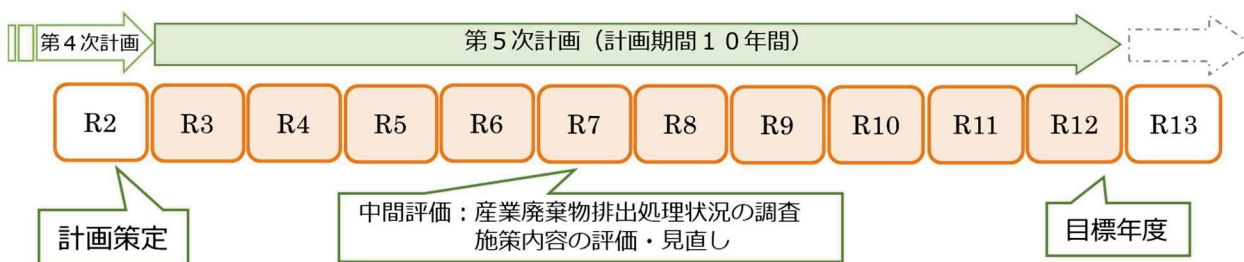 第４次計画
第５次計画（計画期間１０年間）
R2
R3
R4
R5
R6
R7
R8
R9
R10
R11
R12
R13
計画策定
中間評価：産業廃棄物排出処理状況の調査
施策内容の評価・見直し
目標年度